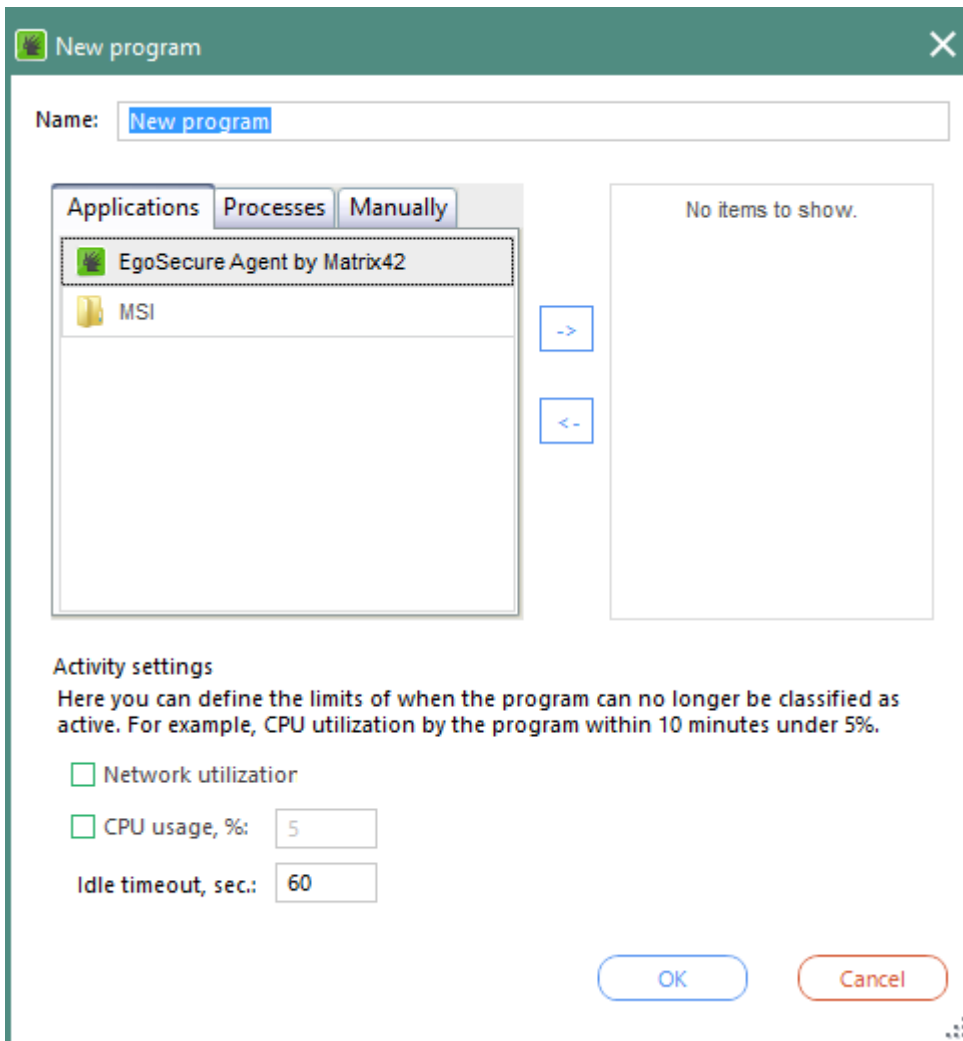 New program
Name: New program
Applications Processes Manually
EgoSecure Agent by Matrix42
MSI
->
<-
No items to show.
Activity settings
Here you can define the limits of when the program can no longer be classified as
active. For example, CPU utilization by the program within 10 minutes under 5%.
Network utilization
CPU usage, %: 5
Idle timeout, sec.: 60
OK Cancel